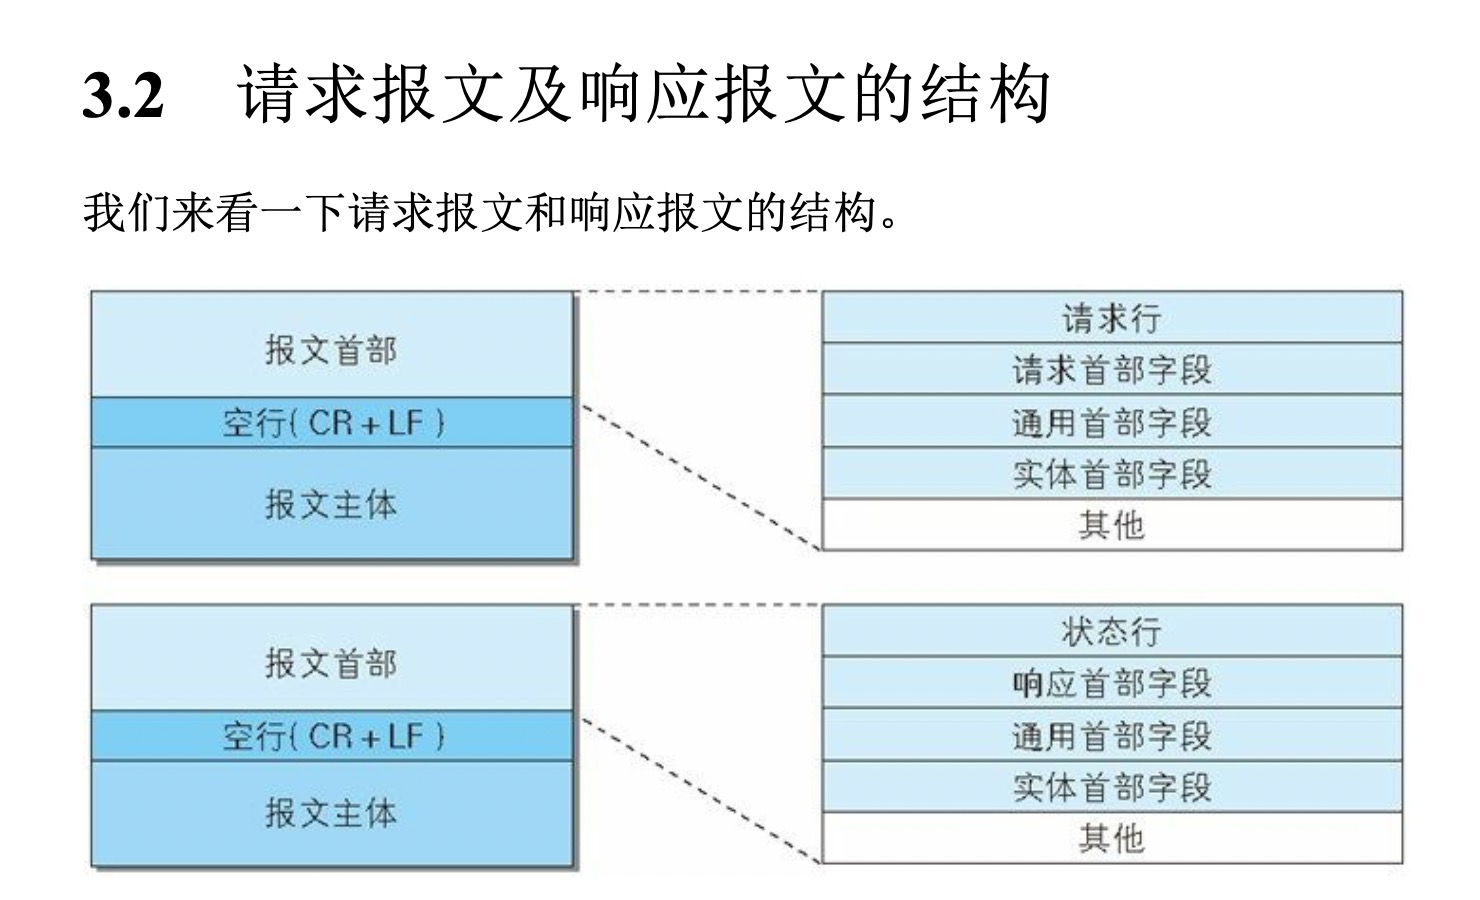 3.2 请求报文及响应报文的结构
我们来看一下请求报文和响应报文的结构。
报文首部
空行(CR+LF)
报文主体
请求行
请求首部字段
通用首部字段
实体首部字段
其他
报文首部
空行(CR+LF)
报文主体
状态行
响应首部字段
通用首部字段
实体首部字段
其他